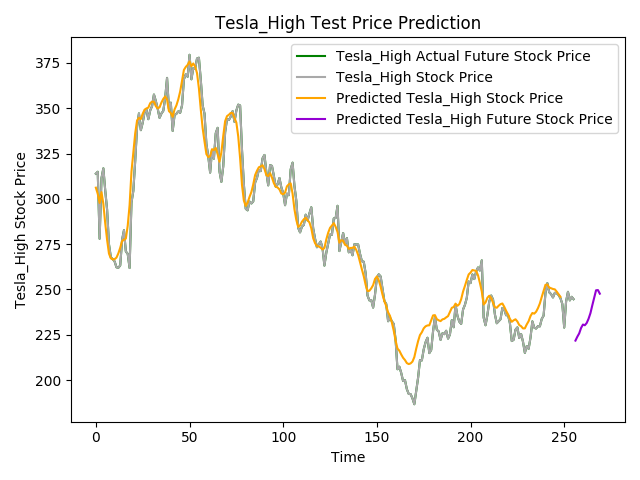 Tesla_High Test Price Prediction
Tesla_High Actual Future Stock Price
Tesla_High Stock Price
Predicted Tesla_High Stock Price
Predicted Tesla_High Future Stock Price
Tesla_High Stock Price
375
350
325
300
275
250
225
200
0
50
100
150
200
250
Time